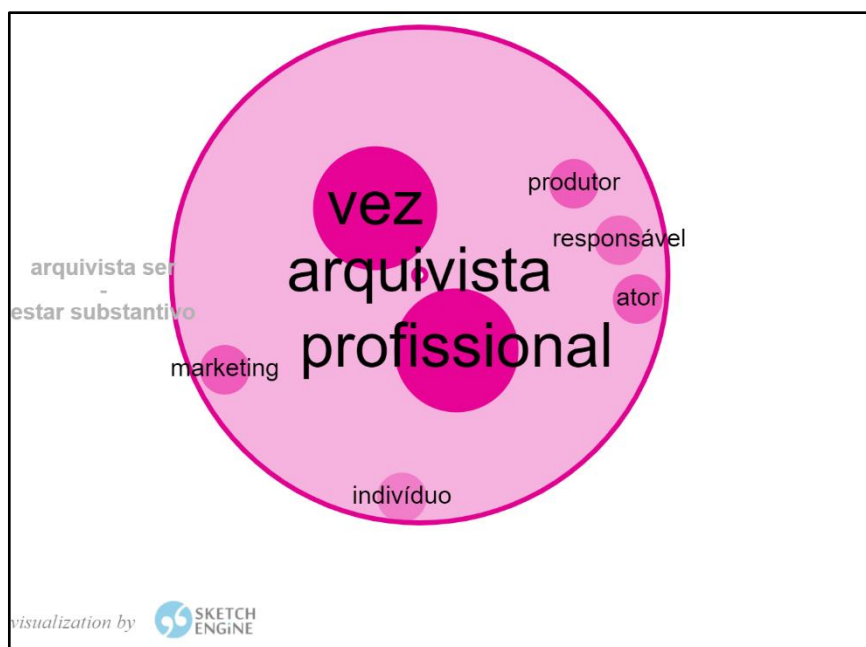 vez
produtor
responsável
arquivista ser
-
estar substantivo
arquivista
ator
profissional
marketing
indivíduo
visualization by SKETCH
ENGINE